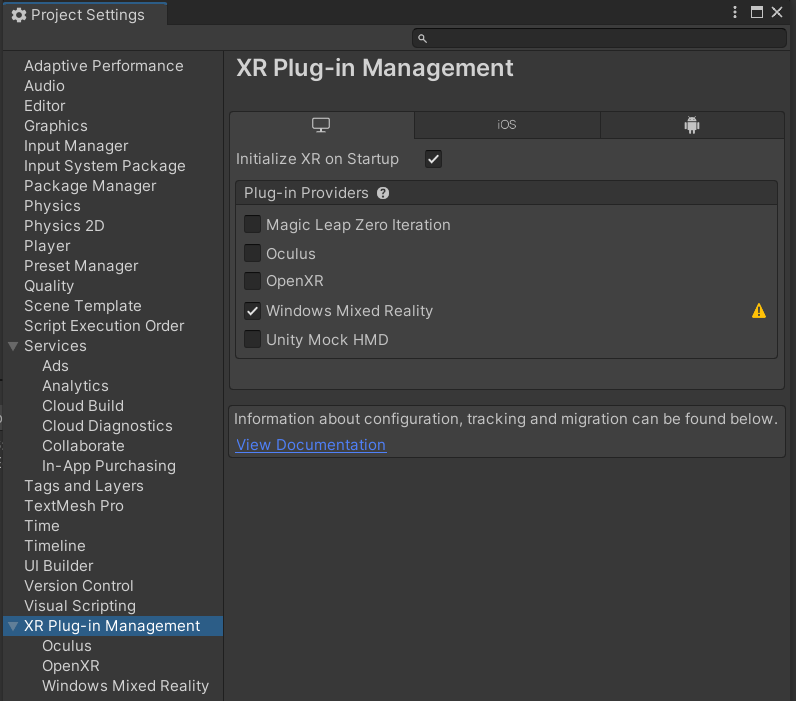 Project Settings
Adaptive Performance
Audio
Editor
Graphics
Input Manager
Input System Package
Package Manager
Physics
Physics 2D
Player
Preset Manager
Quality
Scene Template
Script Execution Order
Services
Ads
Analytics
Cloud Build
Cloud Diagnostics
Collaborate
In-App Purchasing
Tags and Layers
TextMesh Pro
Time
Timeline
UI Builder
Version Control
Visual Scripting
XR Plug-in Management
Oculus
OpenXR
Windows Mixed Reality
XR Plug-in Management
iOS
Initialize XR on Startup
Plug-in Providers
Magic Leap Zero Iteration
Oculus
OpenXR
Windows Mixed Reality
Unity Mock HMD
Information about configuration, tracking and migration can be found below.
View Documentation